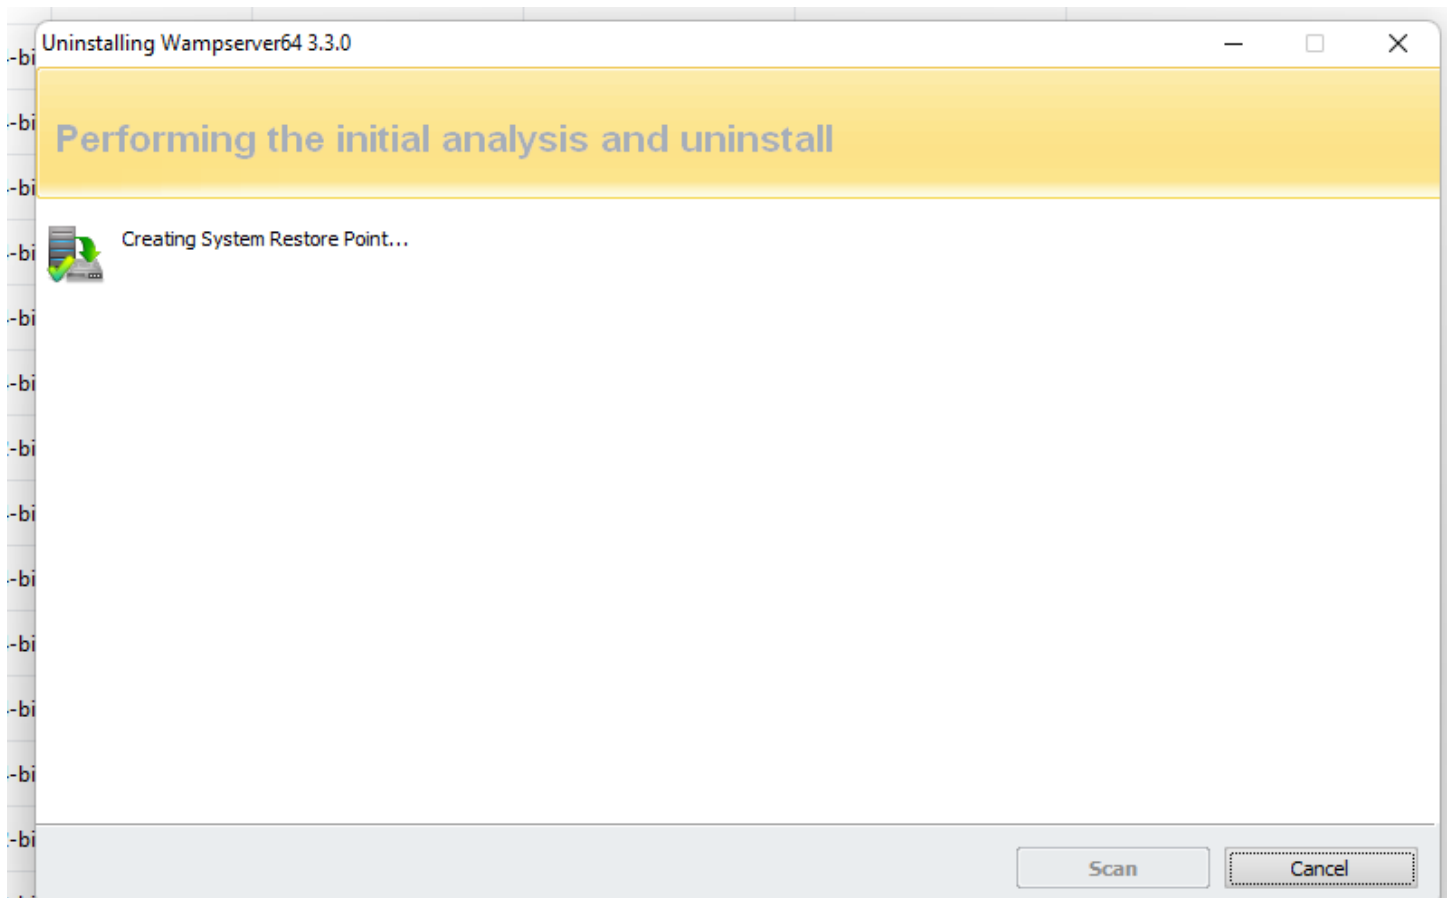 Uninstalling Wampserver64 3.3.0
Performing the initial analysis and uninstall
Creating System Restore Point...
Scan
Cancel